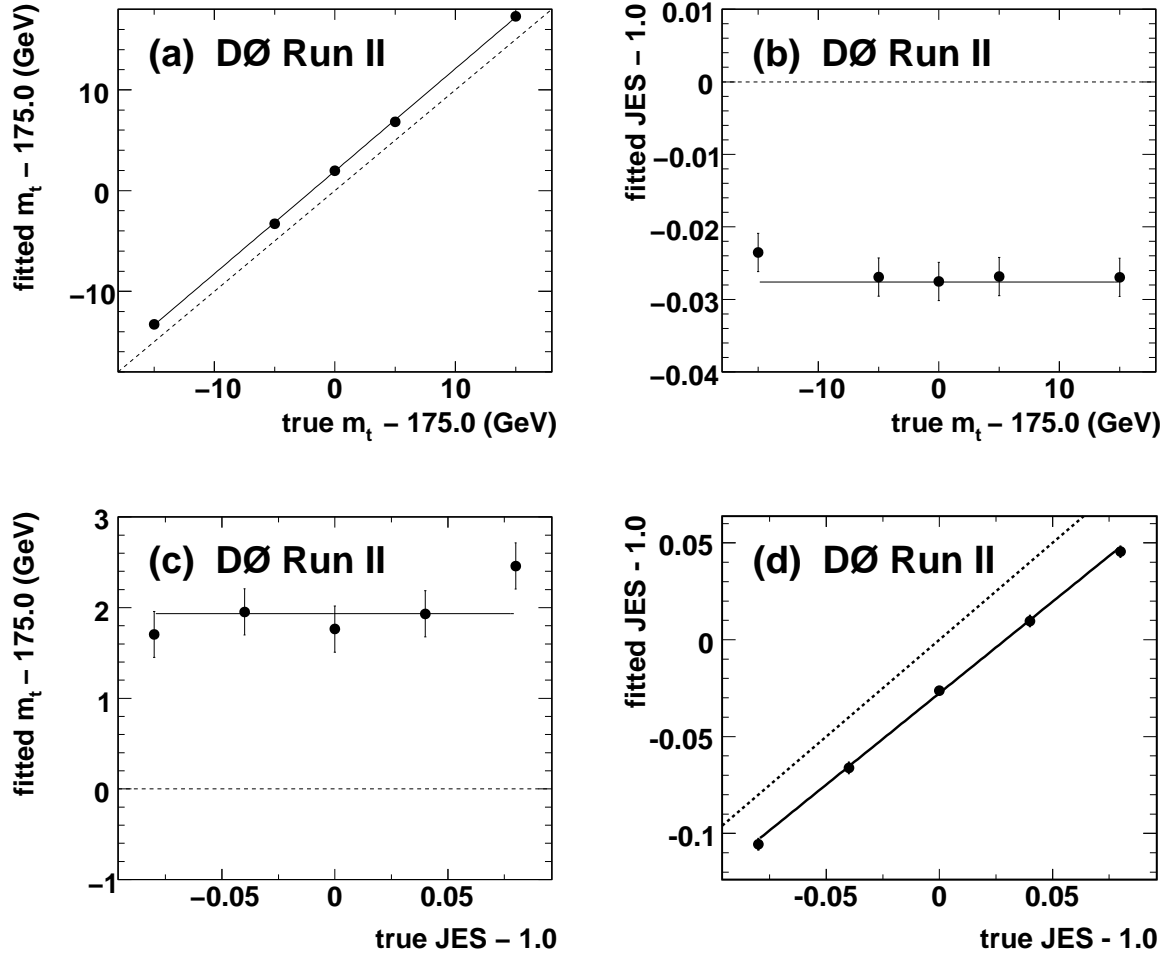 (a) DØ Run II
fitted m_t − 175.0 (GeV)
10
0
−10
−10 0 10
true m_t − 175.0 (GeV)
(b) DØ Run II
fitted JES − 1.0
0.01
0
−0.01
−0.02
−0.03
−0.04
−10 0 10
true m_t − 175.0 (GeV)
(c) DØ Run II
fitted m_t − 175.0 (GeV)
3
2
1
0
−1
−0.05 0 0.05
true JES − 1.0
(d) DØ Run II
fitted JES - 1.0
0.05
0
-0.05
-0.1
-0.05 0 0.05
true JES - 1.0